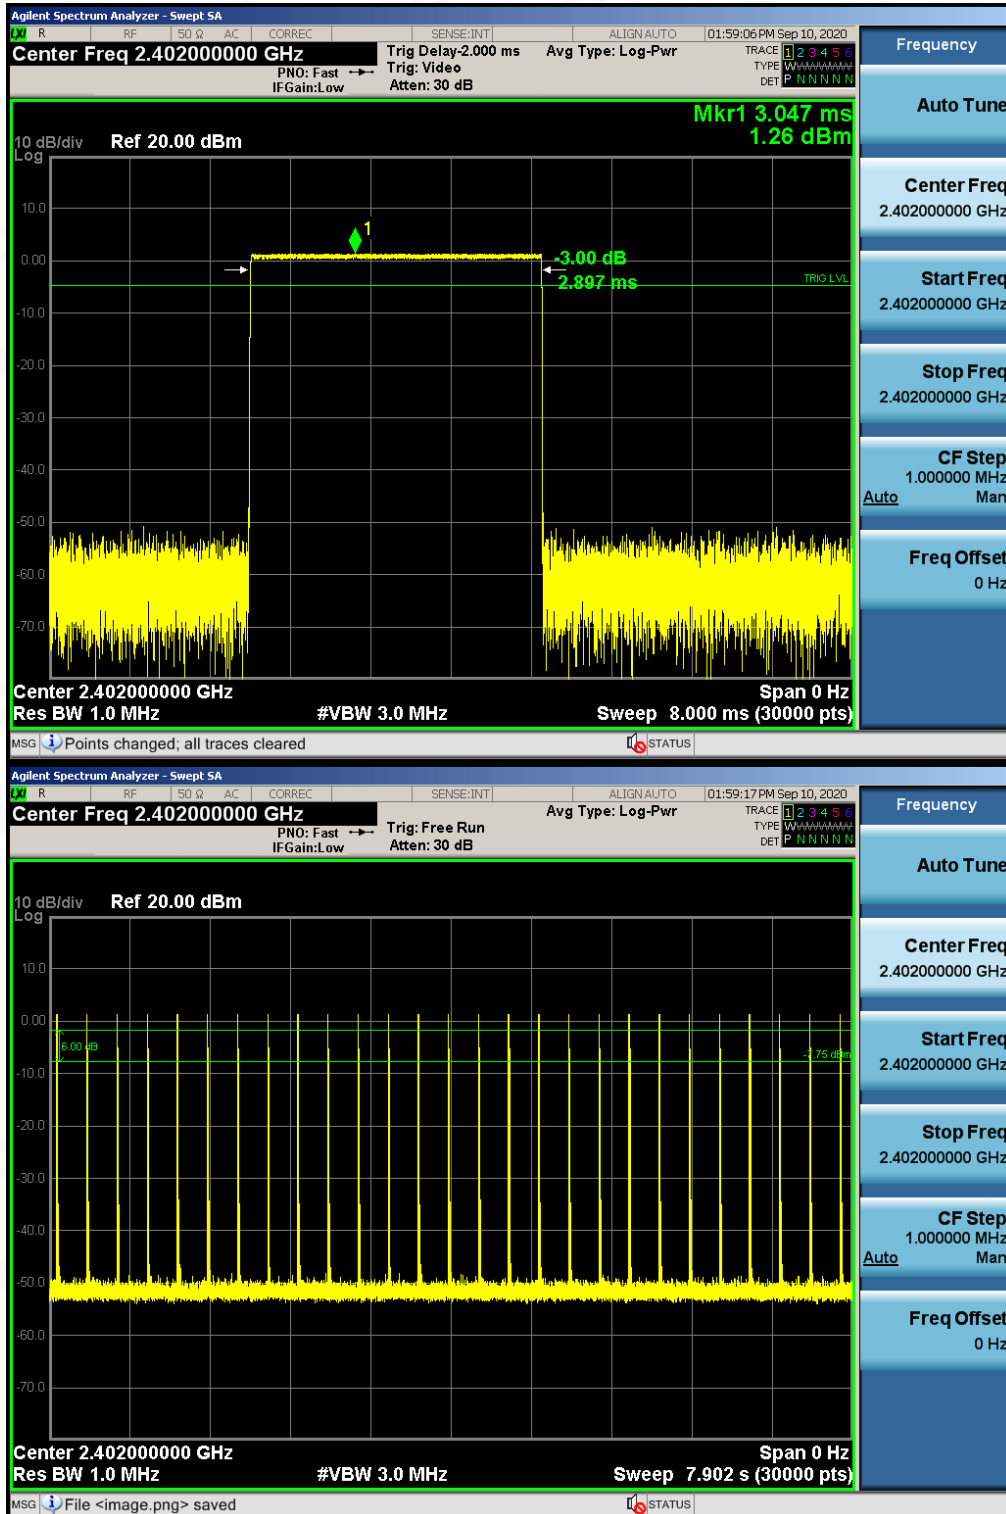 Agilent Spectrum Analyzer - Swept SA
LXI R RF 50 Ω AC CORREC SENSE:INT ALIGN AUTO 01:59:06 PM Sep 10, 2020
Center Freq 2.402000000 GHz
Trig Delay-2.000 ms Avg Type: Log-Pwr
PNO: Fast Trig: Video
IFGain:Low Atten: 30 dB
TRACE 1 2 3 4 5 6
TYPE WWWWWW
DET P N N N N N
Mkr1 3.047 ms
1.26 dBm
10 dB/div Ref 20.00 dBm
Log
10.0
1
0.00
-3.00 dB
2.897 ms
TRIG LVL
-10.0
-20.0
-30.0
-40.0
-50.0
-60.0
-70.0
Center 2.402000000 GHz Span 0 Hz
Res BW 1.0 MHz #VBW 3.0 MHz Sweep 8.000 ms (30000 pts)
MSG Points changed; all traces cleared STATUS
Frequency
Auto Tune
Center Freq
2.402000000 GHz
Start Freq
2.402000000 GHz
Stop Freq
2.402000000 GHz
CF Step
1.000000 MHz
Auto Man
Freq Offset
0 Hz
Agilent Spectrum Analyzer - Swept SA
LXI R RF 50 Ω AC CORREC SENSE:INT ALIGN AUTO 01:59:17 PM Sep 10, 2020
Center Freq 2.402000000 GHz
Avg Type: Log-Pwr
PNO: Fast Trig: Free Run
IFGain:Low Atten: 30 dB
TRACE 1 2 3 4 5 6
TYPE WWWWWW
DET P N N N N N
10 dB/div Ref 20.00 dBm
Log
10.0
0.00
6.00 dB
dBm
-10.0
-20.0
-30.0
-40.0
-50.0
-60.0
-70.0
Center 2.402000000 GHz Span 0 Hz
Res BW 1.0 MHz #VBW 3.0 MHz Sweep 7.902 s (30000 pts)
MSG File <image.png> saved STATUS
Frequency
Auto Tune
Center Freq
2.402000000 GHz
Start Freq
2.402000000 GHz
Stop Freq
2.402000000 GHz
CF Step
1.000000 MHz
Auto Man
Freq Offset
0 Hz